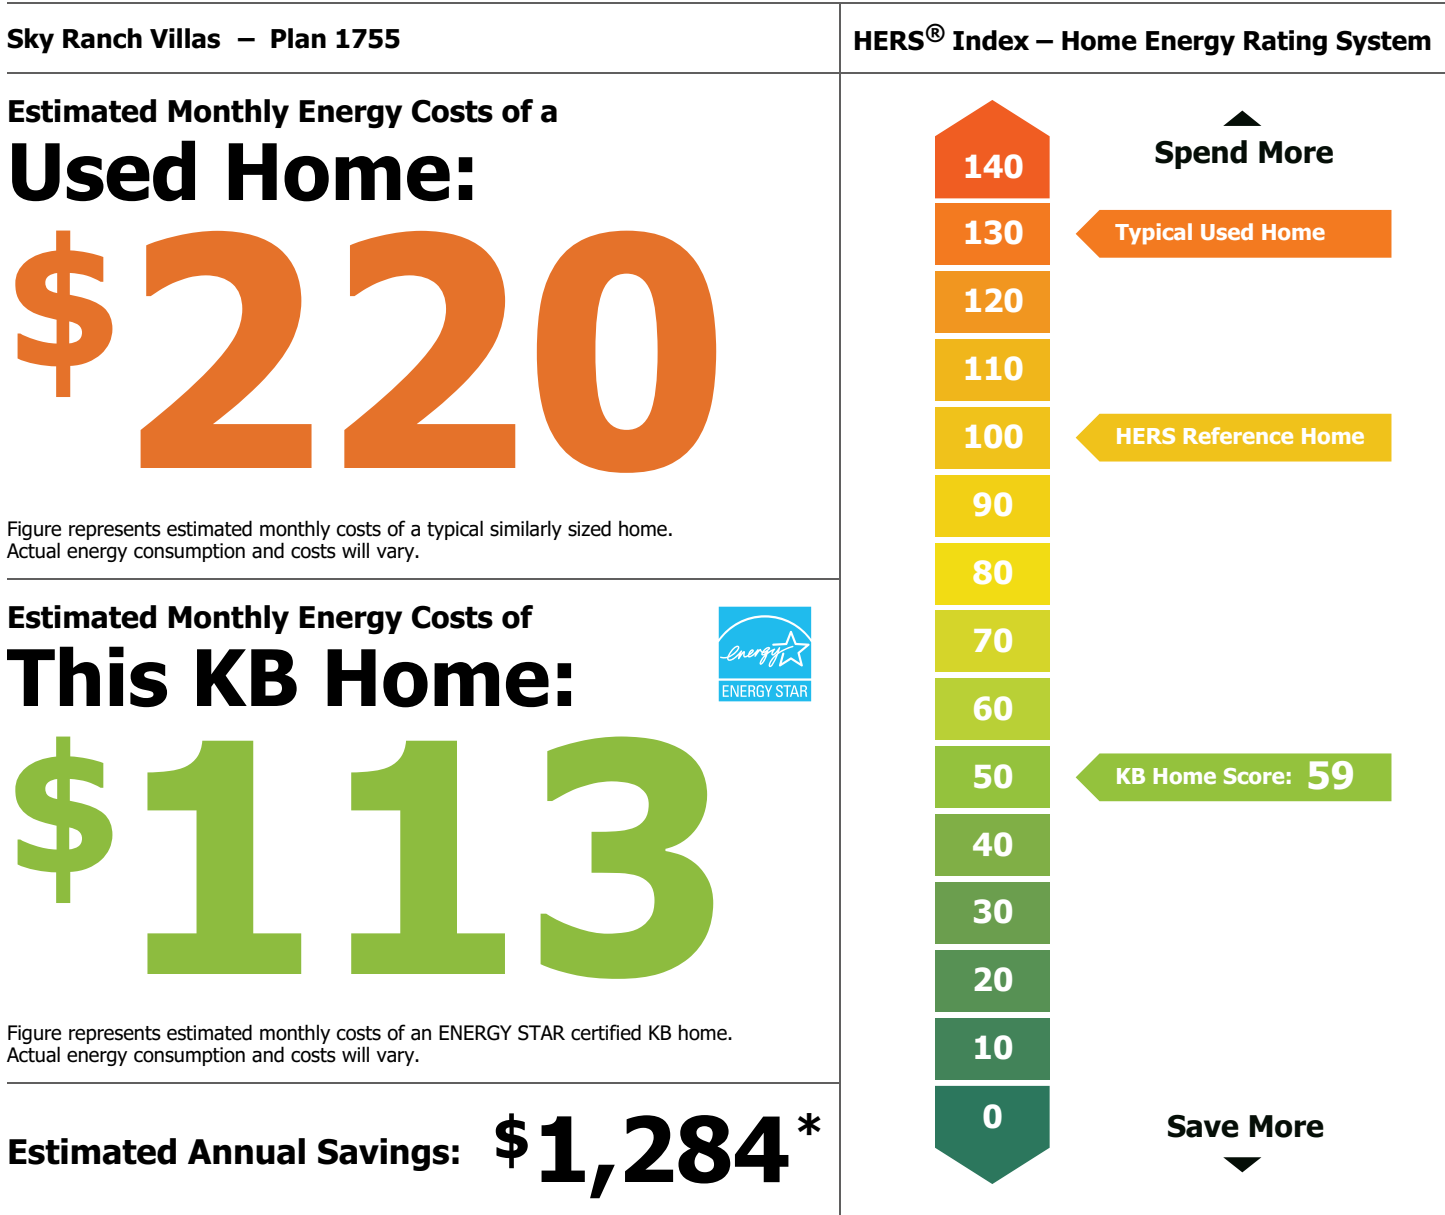 Sky Ranch Villas – Plan 1755
Estimated Monthly Energy Costs of a
Used Home:
$220
Figure represents estimated monthly costs of a typical similarly sized home.
Actual energy consumption and costs will vary.
Estimated Monthly Energy Costs of
This KB Home:
energy
ENERGY STAR
$113
Figure represents estimated monthly costs of an ENERGY STAR certified KB home.
Actual energy consumption and costs will vary.
Estimated Annual Savings: $1,284*
HERS® Index – Home Energy Rating System
Spend More
140
130
Typical Used Home
120
110
100
HERS Reference Home
90
80
70
60
50
KB Home Score: 59
40
30
20
10
0
Save More